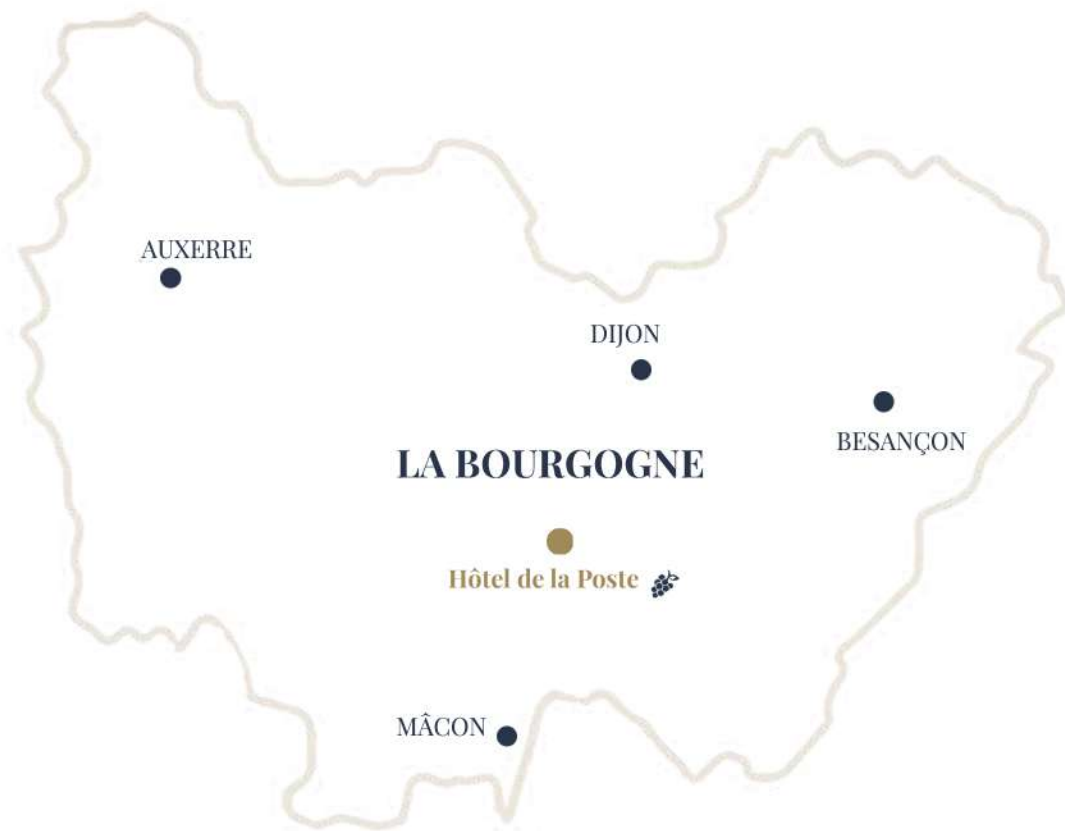 AUXERRE
DIJON
BESANÇON
LA BOURGOGNE
Hôtel de la Poste
MÂCON